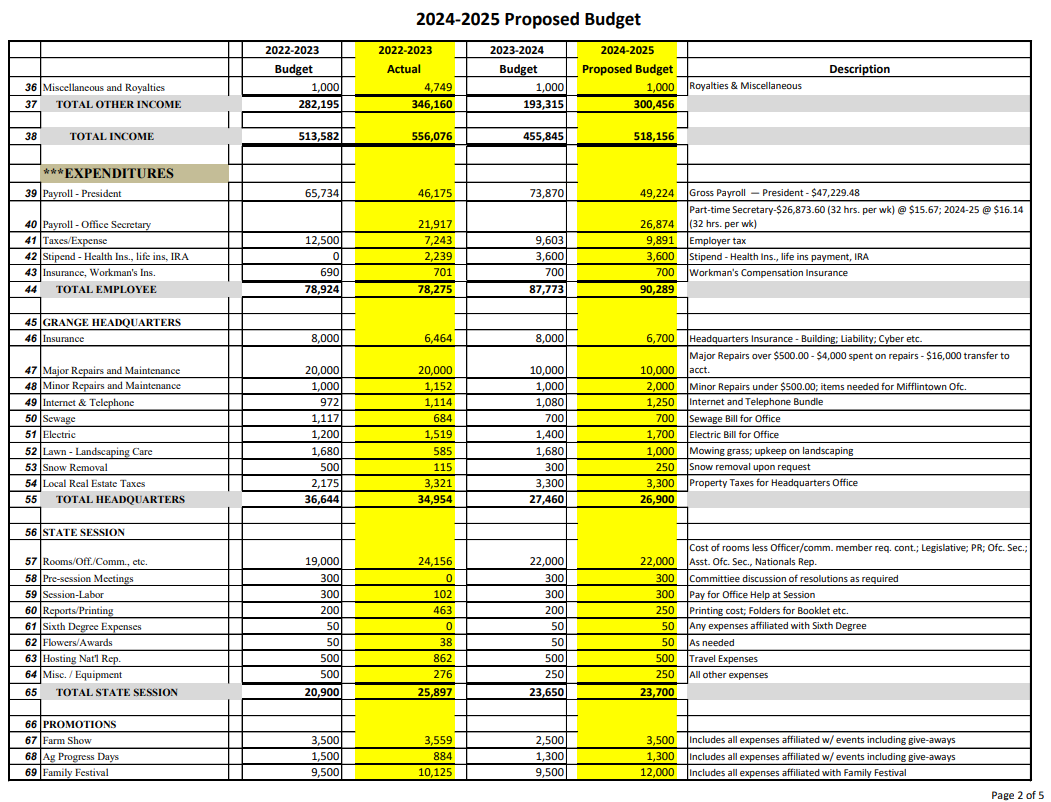 2024-2025 Proposed Budget
2022-2023 2022-2023 2023-2024 2024-2025
Budget Actual Budget Proposed Budget Description
36 Miscellaneous and Royalties 1,000 4,749 1,000 1,000 Royalties & Miscellaneous
37 TOTAL OTHER INCOME 282,195 346,160 193,315 300,456
38 TOTAL INCOME 513,582 556,076 455,845 518,156
***EXPENDITURES
39 Payroll - President 65,734 46,175 73,870 49,224 Gross Payroll — President - $47,229.48
Part-time Secretary-$26,873.60 (32 hrs. per wk) @ $15.67; 2024-25 @ $16.14
40 Payroll - Office Secretary 21,917 26,874 (32 hrs. per wk)
41 Taxes/Expense 12,500 7,243 9,603 9,891 Employer tax
42 Stipend - Health Ins., life ins, IRA 0 2,239 3,600 3,600 Stipend - Health Ins., life ins payment, IRA
43 Insurance, Workman's Ins. 690 701 700 700 Workman's Compensation Insurance
44 TOTAL EMPLOYEE 78,924 78,275 87,773 90,289
45 GRANGE HEADQUARTERS
46 Insurance 8,000 6,464 8,000 6,700 Headquarters Insurance - Building; Liability; Cyber etc.
Major Repairs over $500.00 - $4,000 spent on repairs - $16,000 transfer to
47 Major Repairs and Maintenance 20,000 20,000 10,000 10,000 acct.
48 Minor Repairs and Maintenance 1,000 1,152 1,000 2,000 Minor Repairs under $500.00; items needed for Mifflintown Ofc.
49 Internet & Telephone 972 1,114 1,080 1,250 Internet and Telephone Bundle
50 Sewage 1,117 684 700 700 Sewage Bill for Office
51 Electric 1,200 1,519 1,400 1,700 Electric Bill for Office
52 Lawn - Landscaping Care 1,680 585 1,680 1,000 Mowing grass; upkeep on landscaping
53 Snow Removal 500 115 300 250 Snow removal upon request
54 Local Real Estate Taxes 2,175 3,321 3,300 3,300 Property Taxes for Headquarters Office
55 TOTAL HEADQUARTERS 36,644 34,954 27,460 26,900
56 STATE SESSION
Cost of rooms less Officer/comm. member req. cont.; Legislative; PR; Ofc. Sec.;
57 Rooms/Off./Comm., etc. 19,000 24,156 22,000 22,000 Asst. Ofc. Sec., Nationals Rep.
58 Pre-session Meetings 300 0 300 300 Committiee discussion of resolutions as required
59 Session-Labor 300 102 300 300 Pay for Office Help at Session
60 Reports/Printing 200 463 200 250 Printing cost; Folders for Booklet etc.
61 Sixth Degree Expenses 50 0 50 50 Any expenses affiliated with Sixth Degree
62 Flowers/Awards 50 38 50 50 As needed
63 Hosting Nat'l Rep. 500 862 500 500 Travel Expenses
64 Misc. / Equipment 500 276 250 250 All other expenses
65 TOTAL STATE SESSION 20,900 25,897 23,650 23,700
66 PROMOTIONS
67 Farm Show 3,500 3,559 2,500 3,500 Includes all expenses affiliated w/ events including give-aways
68 Ag Progress Days 1,500 884 1,300 1,300 Includes all expenses affiliated w/ events including give-aways
69 Family Festival 9,500 10,125 9,500 12,000 Includes all expenses affiliated with Family Festival
Page 2 of 5